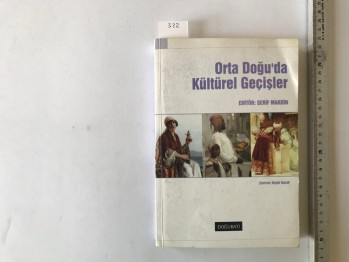 322
Orta Doğu'da
Kültürel Geçişler
EDİTÖR: ŞERİF MARDİN
DOĞUBATI